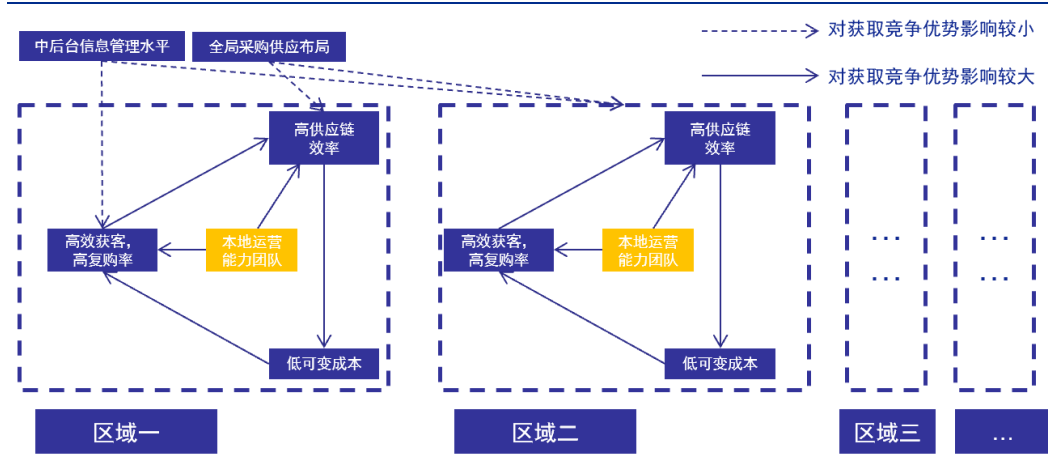 对获取竞争优势影响较小
中后台信息管理水平
全局采购供应布局
对获取竞争优势影响较大
高供应链
效率
高效获客，
高复购率
本地运营
能力团队
低可变成本
高供应链
效率
高效获客，
高复购率
本地运营
能力团队
低可变成本
...
...
...
...
区域一
区域二
区域三
...